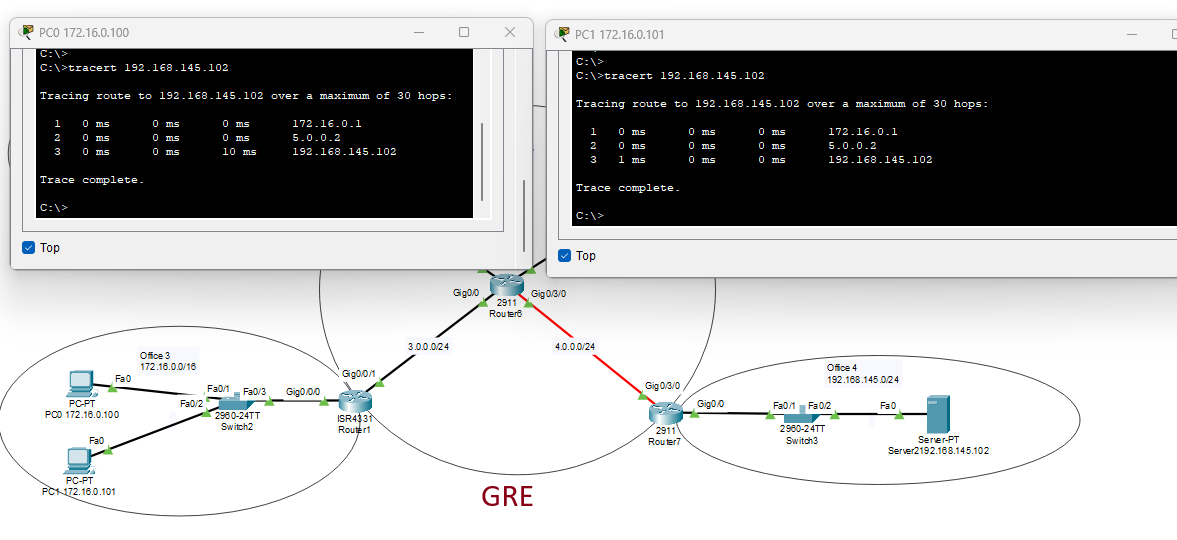 PC0 172.16.0.100
C:\>
C:\>tracert 192.168.145.102
Tracing route to 192.168.145.102 over a maximum of 30 hops:
1 0 ms 0 ms 0 ms 172.16.0.1
2 0 ms 0 ms 0 ms 5.0.0.2
3 0 ms 0 ms 10 ms 192.168.145.102
Trace complete.
C:\>
Top
PC1 172.16.0.101
C:\>
C:\>tracert 192.168.145.102
Tracing route to 192.168.145.102 over a maximum of 30 hops:
1 0 ms 0 ms 0 ms 172.16.0.1
2 0 ms 0 ms 0 ms 5.0.0.2
3 1 ms 0 ms 0 ms 192.168.145.102
Trace complete.
C:\>
Top
Gig0/0
Gig0/3/0
2911
Router6
3.0.0.0/24
4.0.0.0/24
Office 3
172.16.0.0/16
Fa0
PC-PT
PC0 172.16.0.100
Fa0/1
Fa0/3
Fa0/2
2960-24TT
Switch2
Gig0/0/0
Gig0/0/1
ISR4331
Router1
Fa0
PC-PT
PC1 172.16.0.101
Office 4
192.168.145.0/24
Gig0/3/0
Gig0/0
2911
Router7
Fa0/1
Fa0/2
2960-24TT
Switch3
Fa0
Server-PT
Server2192.168.145.102
GRE